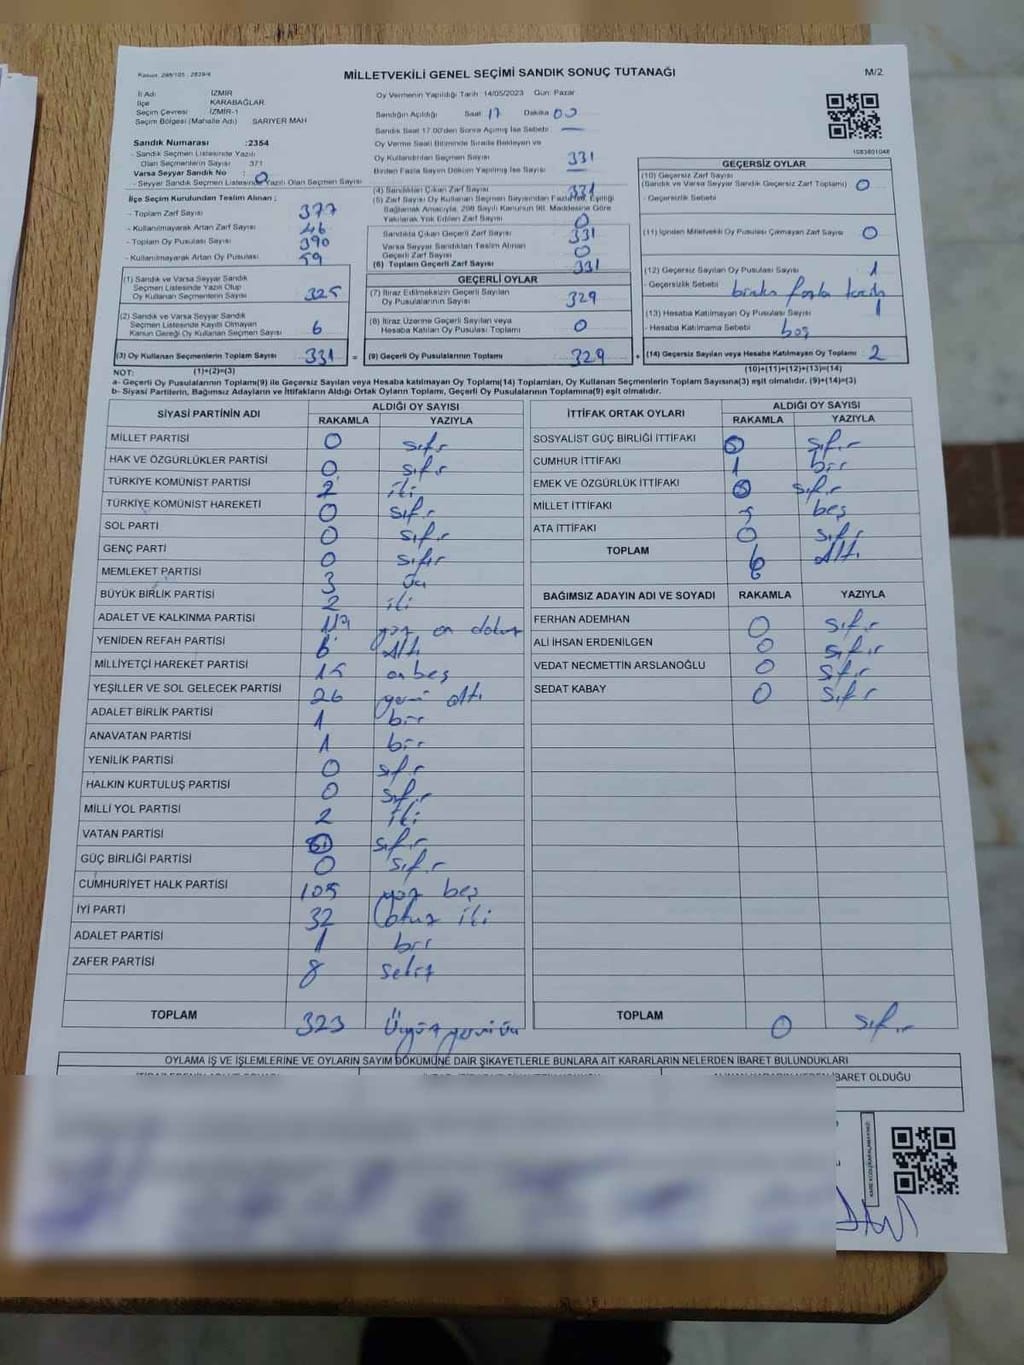 Kanun: 298/105 , 2839/4
MİLLETVEKİLİ GENEL SEÇİMİ SANDIK SONUÇ TUTANAĞI
M/2
İl Adı İZMİR
İlçe KARABAĞLAR
Seçim Çevresi İZMİR-1
Seçim Bölgesi (Mahalle Adı) SARIYER MAH
Sandık Numarası :2354
- Sandık Seçmen Listesinde Yazılı
Olan Seçmenlerin Sayısı 371
Varsa Seyyar Sandık No : 0
- Seyyar Sandık Seçmen Listesinde Yazılı Olan Seçmen Sayısı
İlçe Seçim Kurulundan Teslim Alınan ;
- Toplam Zarf Sayısı 377
- Kullanılmayarak Artan Zarf Sayısı 46
- Toplam Oy Pusulası Sayısı 390
- Kullanılmayarak Artan Oy Pusulası 59
(1) Sandık ve Varsa Seyyar Sandık
Seçmen Listesinde Yazılı Olup
Oy Kullanan Seçmenlerin Sayısı 325
(2) Sandık ve Varsa Seyyar Sandık
Seçmen Listesinde Kayıtlı Olmayan
Kanun Gereği Oy Kullanan Seçmen Sayısı 6
(3) Oy Kullanan Seçmenlerin Toplam Sayısı 331 =
Oy Vermenin Yapıldığı Tarih: 14/05/2023 Gün: Pazar
Sandığın Açıldığı Saat 17 Dakika 00
Sandık Saat 17.00'den Sonra Açılmış İse Sebebi —
Oy Verme Saati Bitiminde Sırada Bekleyen ve
Oy Kullandırılan Seçmen Sayısı 331
Birden Fazla Sayım Döküm Yapılmış İse Sayısı —
(4) Sandıktan Çıkan Zarf Sayısı 331
(5) Zarf Sayısı Oy Kullanan Seçmen Sayısından Fazla İse, Eşitliği
Sağlamak Amacıyla, 298 Sayılı Kanunun 98. Maddesine Göre
Yakılarak Yok Edilen Zarf Sayısı 0
Sandıkta Çıkan Geçerli Zarf Sayısı 331
Varsa Seyyar Sandıktan Teslim Alınan
Geçerli Zarf Sayısı 0
(6) Toplam Geçerli Zarf Sayısı 331
GEÇERLİ OYLAR
(7) İtiraz Edilmeksizin Geçerli Sayılan
Oy Pusulalarının Sayısı 329
(8) İtiraz Üzerine Geçerli Sayılan veya
Hesaba Katılan Oy Pusulası Toplamı 0
(9) Geçerli Oy Pusulalarının Toplamı 329 +
1083801048
GEÇERSİZ OYLAR
(10) Geçersiz Zarf Sayısı
(Sandık ve Varsa Seyyar Sandık Geçersiz Zarf Toplamı) 0
- Geçersizlik Sebebi
(11) İçinden Milletvekili Oy Pusulası Çıkmayan Zarf Sayısı 0
(12) Geçersiz Sayılan Oy Pusulası Sayısı 1
- Geçersizlik Sebebi birden fazla tercih
(13) Hesaba Katılmayan Oy Pusulası Sayısı 1
- Hesaba Katılmama Sebebi boş
(14) Geçersiz Sayılan veya Hesaba Katılmayan Oy Toplamı 2
NOT: (1)+(2)=(3) (10)+(11)+(12)+(13)=(14)
a- Geçerli Oy Pusulalarının Toplamı(9) ile Geçersiz Sayılan veya Hesaba katılmayan Oy Toplamı(14) Toplamları, Oy Kullanan Seçmenlerin Toplam Sayısına(3) eşit olmalıdır. (9)+(14)=(3)
b- Siyasi Partilerin, Bağımsız Adayların ve İttifakların Aldığı Ortak Oyların Toplamı, Geçerli Oy Pusulalarının Toplamına(9) eşit olmalıdır.
SİYASİ PARTİNİN ADI ALDIĞI OY SAYISI
RAKAMLA YAZIYLA
MİLLET PARTİSİ 0 sıfır
HAK VE ÖZGÜRLÜKLER PARTİSİ 0 sıfır
TÜRKİYE KOMÜNİST PARTİSİ 2 iki
TÜRKİYE KOMÜNİST HAREKETİ 0 sıfır
SOL PARTİ 0 sıfır
GENÇ PARTİ 0 sıfır
MEMLEKET PARTİSİ 3 üç
BÜYÜK BİRLİK PARTİSİ 2 iki
ADALET VE KALKINMA PARTİSİ 119 yüz on dokuz
YENİDEN REFAH PARTİSİ 6 Altı
MİLLİYETÇİ HAREKET PARTİSİ 15 onbeş
YEŞİLLER VE SOL GELECEK PARTİSİ 26 yirmi altı
ADALET BİRLİK PARTİSİ 1 bir
ANAVATAN PARTİSİ 1 bir
YENİLİK PARTİSİ 0 sıfır
HALKIN KURTULUŞ PARTİSİ 0 sıfır
MİLLİ YOL PARTİSİ 2 iki
VATAN PARTİSİ 0 sıfır
GÜÇ BİRLİĞİ PARTİSİ 0 sıfır
CUMHURİYET HALK PARTİSİ 105 yüz beş
İYİ PARTİ 32 Otuz iki
ADALET PARTİSİ 1 bir
ZAFER PARTİSİ 8 sekiz
TOPLAM 323 Üçyüz yirmi üç
İTTİFAK ORTAK OYLARI ALDIĞI OY SAYISI
RAKAMLA YAZIYLA
SOSYALİST GÜÇ BİRLİĞİ İTTİFAKI 0 sıfır
CUMHUR İTTİFAKI 1 bir
EMEK VE ÖZGÜRLÜK İTTİFAKI 0 sıfır
MİLLET İTTİFAKI 5 beş
ATA İTTİFAKI 0 sıfır
TOPLAM 6 Altı
BAĞIMSIZ ADAYIN ADI VE SOYADI RAKAMLA YAZIYLA
FERHAN ADEMHAN 0 sıfır
ALİ İHSAN ERDENİLGEN 0 sıfır
VEDAT NECMETTİN ARSLANOĞLU 0 sıfır
SEDAT KABAY 0 sıfır
TOPLAM 0 sıfır
OYLAMA İŞ VE İŞLEMLERİNE VE OYLARIN SAYIM DÖKÜMÜNE DAİR ŞİKAYETLERLE BUNLARA AİT KARARLARIN NELERDEN İBARET BULUNDUKLARI
İBARET OLDUĞU